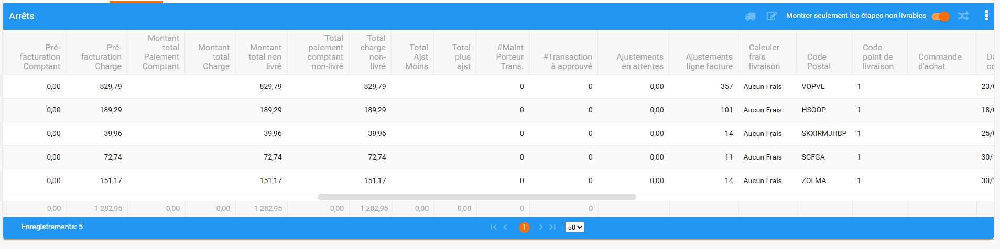 Arrêts
Montrer seulement les étapes non livrables
Pré-
facturation
Comptant
Pré-
facturation
Charge
Montant
total
Paiement
Comptant
Montant
total
Charge
Montant
total non
livré
Total
paiement
comptant
non-livré
Total
charge
non-
livré
Total
Ajst
Moins
Total
plus
ajst
#Maint
Porteur
Trans.
#Transaction
à approuvé
Ajustements
en attentes
Ajustements
ligne facture
Calculer
frais
livraison
Code
Postal
Code
point de
livraison
Commande
d'achat
0,00 829,79 829,79 829,79 0 0 0,00 357 Aucun Frais VOPVL 1 23/
0,00 189,29 189,29 189,29 0 0 0,00 101 Aucun Frais HSOOP 1 18/
0,00 39,96 39,96 39,96 0 0 0,00 14 Aucun Frais SKXIRMJHBP 1 25/
0,00 72,74 72,74 72,74 0 0 0,00 11 Aucun Frais SGFGA 1 30/
0,00 151,17 151,17 151,17 0 0 0,00 14 Aucun Frais ZOLMA 1 30/
0,00 1 282,95 0,00 0,00 1 282,95 0,00 1 282,95 0,00 0,00 0 0
Enregistrements: 5
1
50